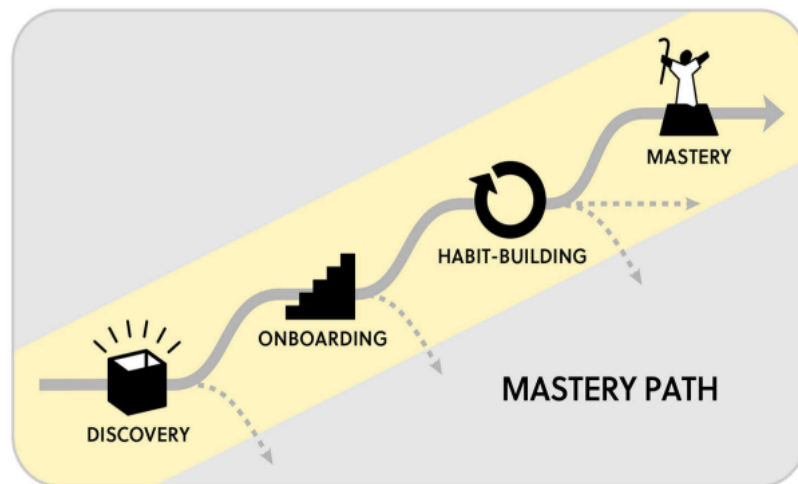 MASTERY
HABIT-BUILDING
ONBOARDING
DISCOVERY
MASTERY PATH